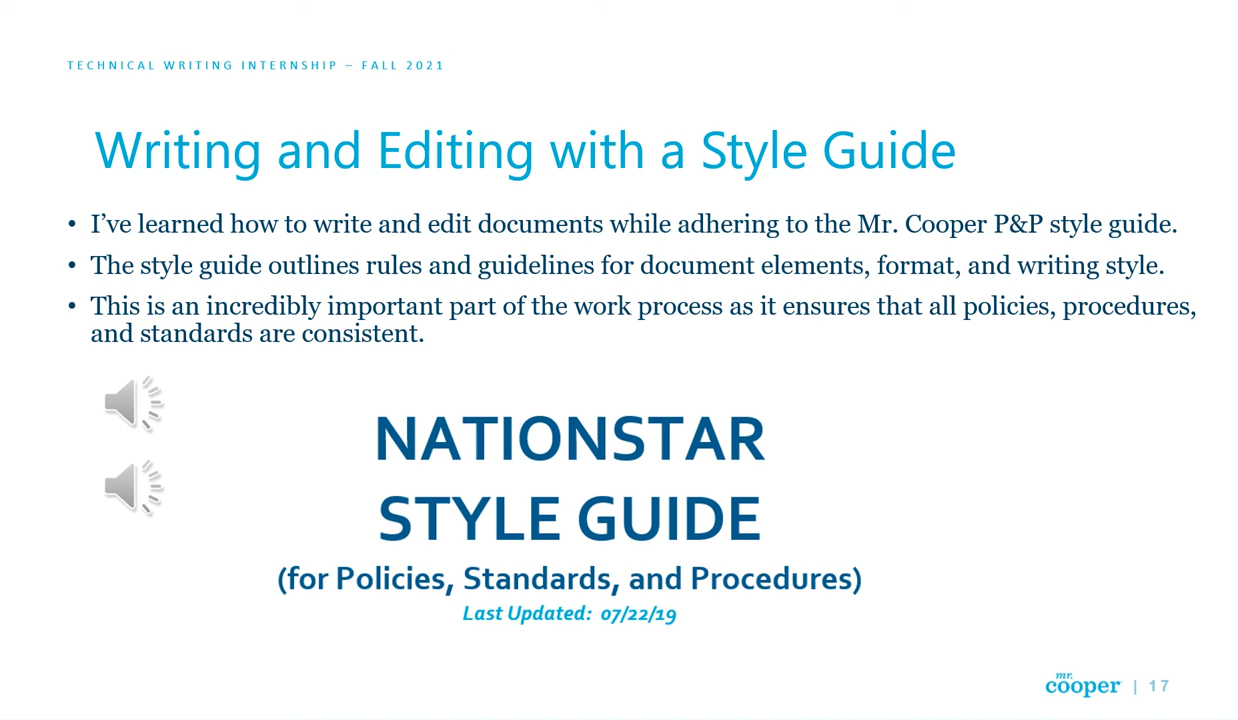 TECHNICAL WRITING INTERNSHIP – FALL 2021
Writing and Editing with a Style Guide
• I’ve learned how to write and edit documents while adhering to the Mr. Cooper P&P style guide.
• The style guide outlines rules and guidelines for document elements, format, and writing style.
• This is an incredibly important part of the work process as it ensures that all policies, procedures,
and standards are consistent.
NATIONSTAR
STYLE GUIDE
(for Policies, Standards, and Procedures)
Last Updated: 07/22/19
mr.
cooper | 17